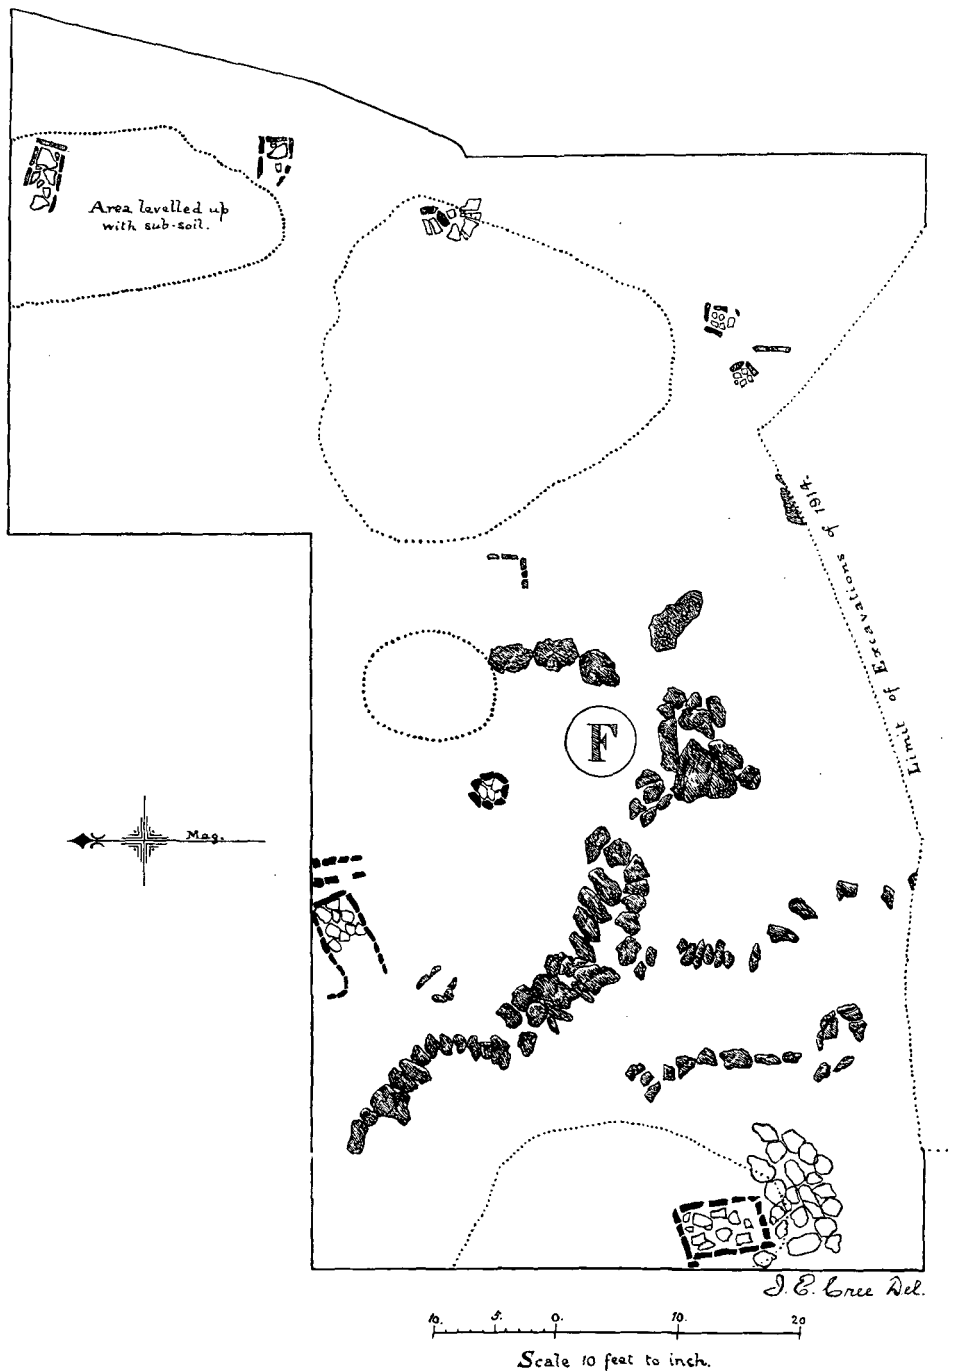 Area levelled up
with sub-soil.
Limit of Excavations of 1914.
F
Mag.
J. E. Cree Del.
10. 5. 0. 10. 20
Scale 10 feet to inch.